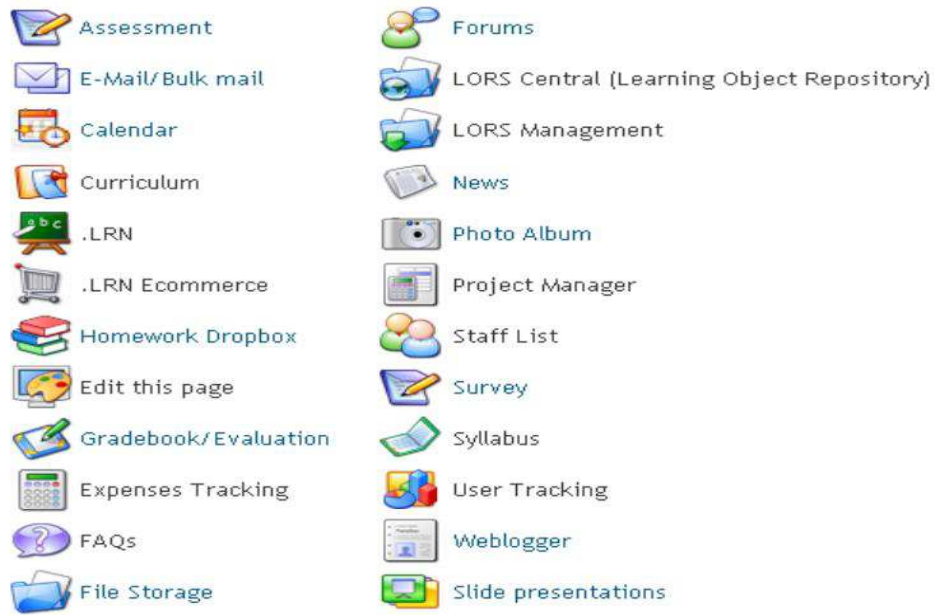 Assessment
E-Mail/Bulk mail
Calendar
Curriculum
.LRN
.LRN Ecommerce
Homework Dropbox
Edit this page
Gradebook/Evaluation
Expenses Tracking
FAQs
File Storage
Forums
LORS Central (Learning Object Repository)
LORS Management
News
Photo Album
Project Manager
Staff List
Survey
Syllabus
User Tracking
Weblogger
Slide presentations